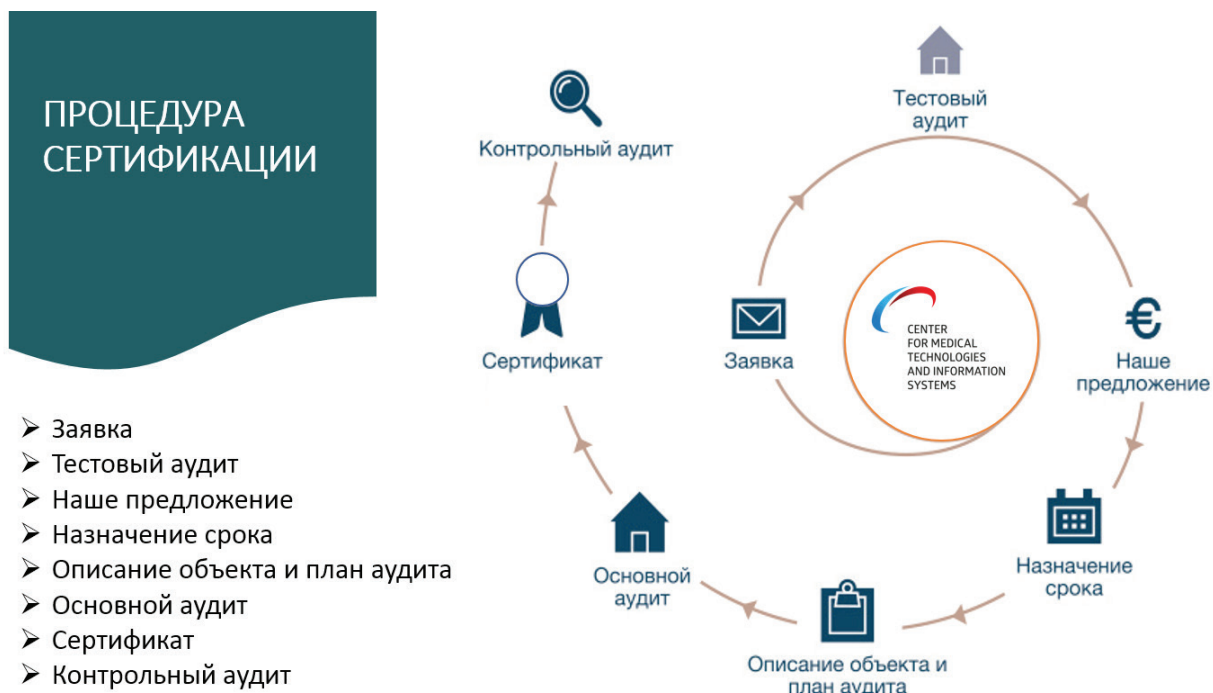 ПРОЦЕДУРА
СЕРТИФИКАЦИИ
➢ Заявка
➢ Тестовый аудит
➢ Наше предложение
➢ Назначение срока
➢ Описание объекта и план аудита
➢ Основной аудит
➢ Сертификат
➢ Контрольный аудит
Тестовый
аудит
Контрольный аудит
Заявка
CENTER
FOR MEDICAL
TECHNOLOGIES
AND INFORMATION
SYSTEMS
€
Наше
предложение
Сертификат
Назначение
срока
Основной
аудит
Описание объекта и
план аудита